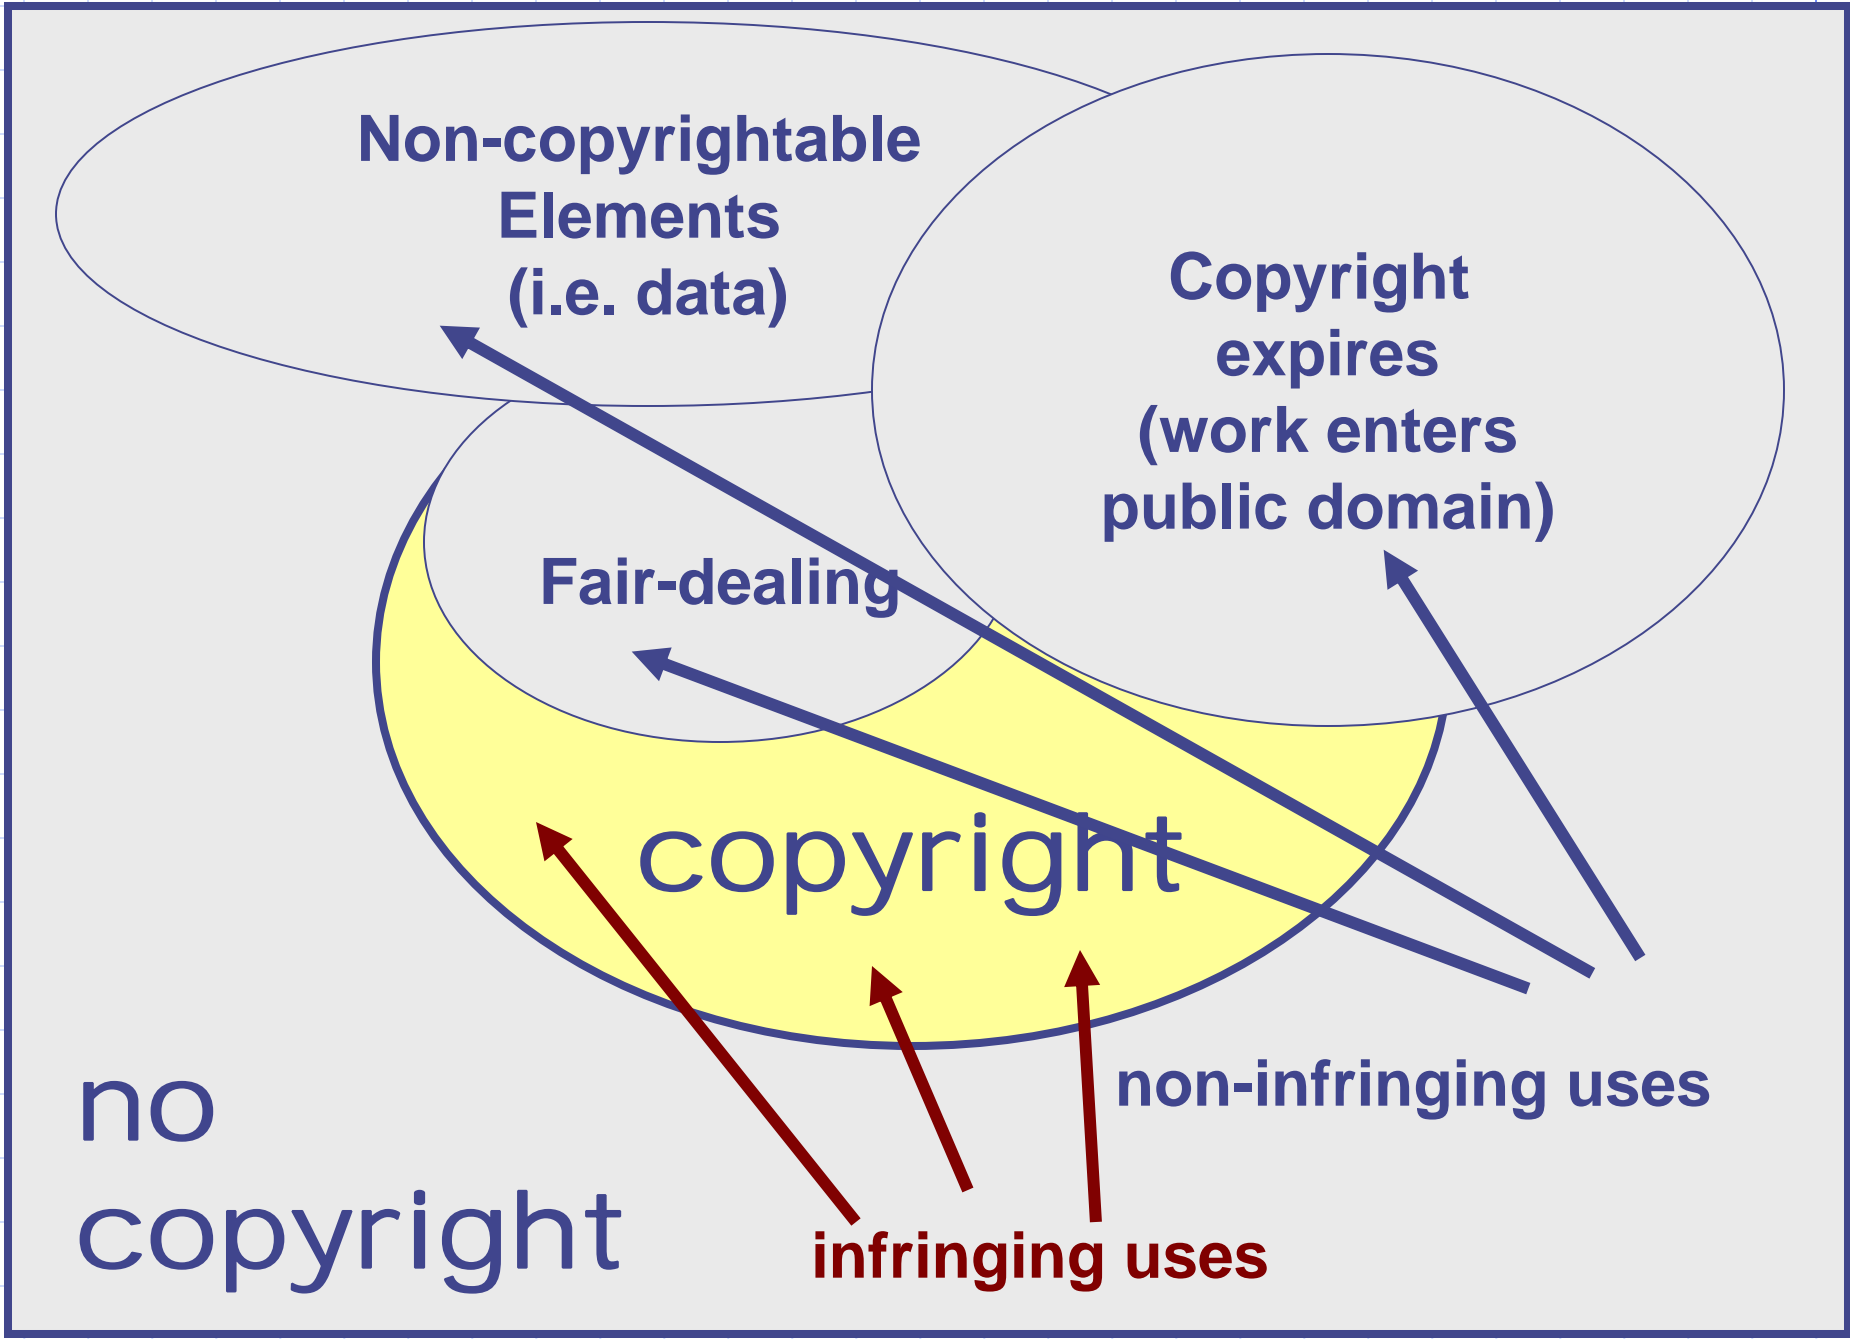 Non-copyrightable
Elements
(i.e. data)
Copyright
expires
(work enters
public domain)
Fair-dealing
copyright
non-infringing uses
no
copyright
infringing uses